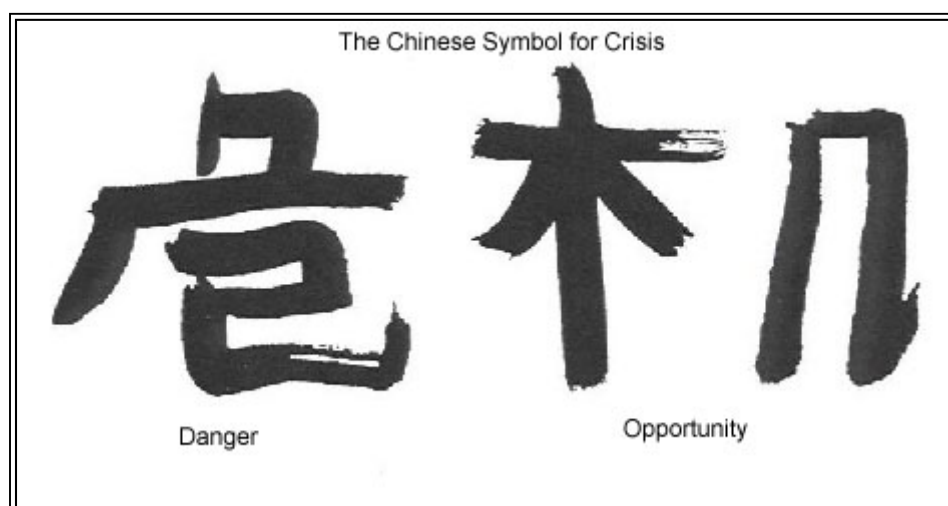 The Chinese Symbol for Crisis
危机
Danger Opportunity